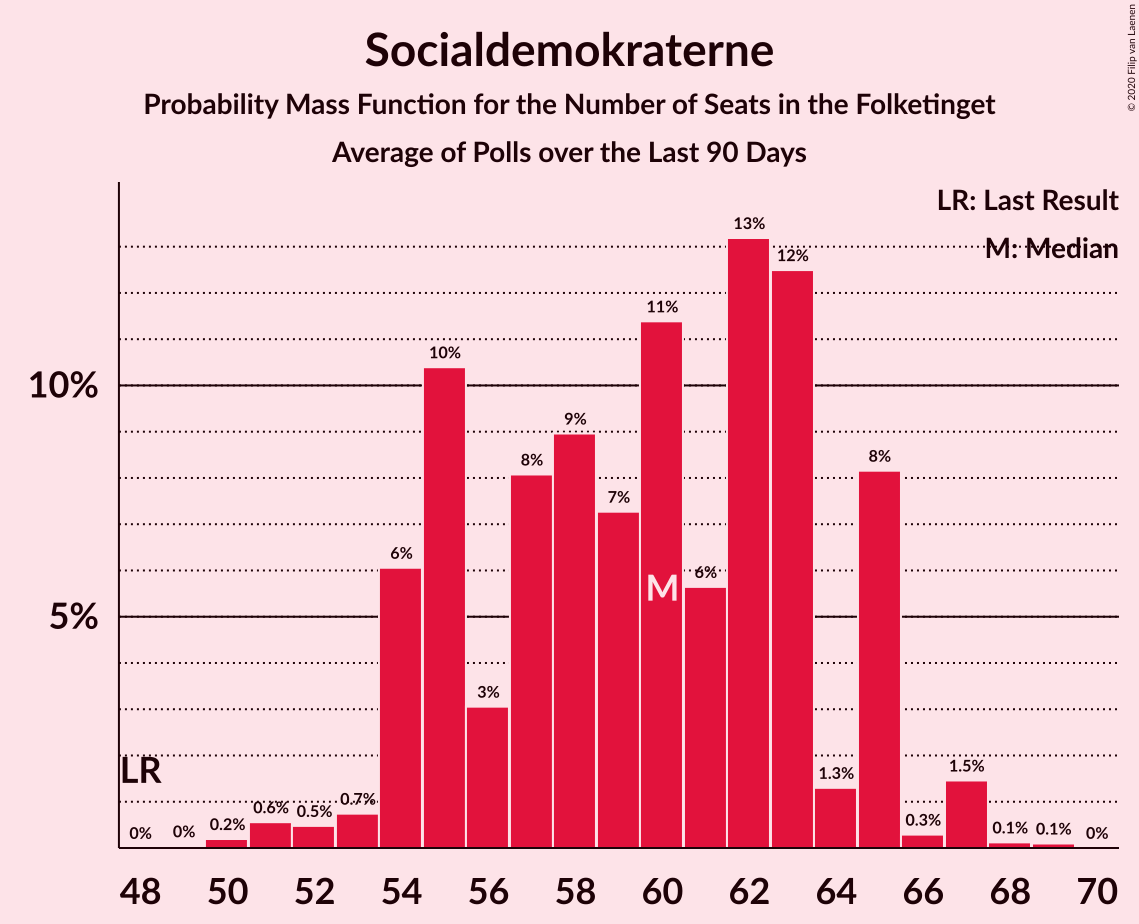 Socialdemokraterne
Probability Mass Function for the Number of Seats in the Folketinget
Average of Polls over the Last 90 Days
© 2020 Filip van Laenen
LR: Last Result
M: Median
10%
5%
LR
M
0%
0%
0.2%
0.6%
0.5%
0.7%
6%
10%
3%
8%
9%
7%
11%
6%
13%
12%
1.3%
8%
0.3%
1.5%
0.1%
0.1%
0%
48 50 52 54 56 58 60 62 64 66 68 70